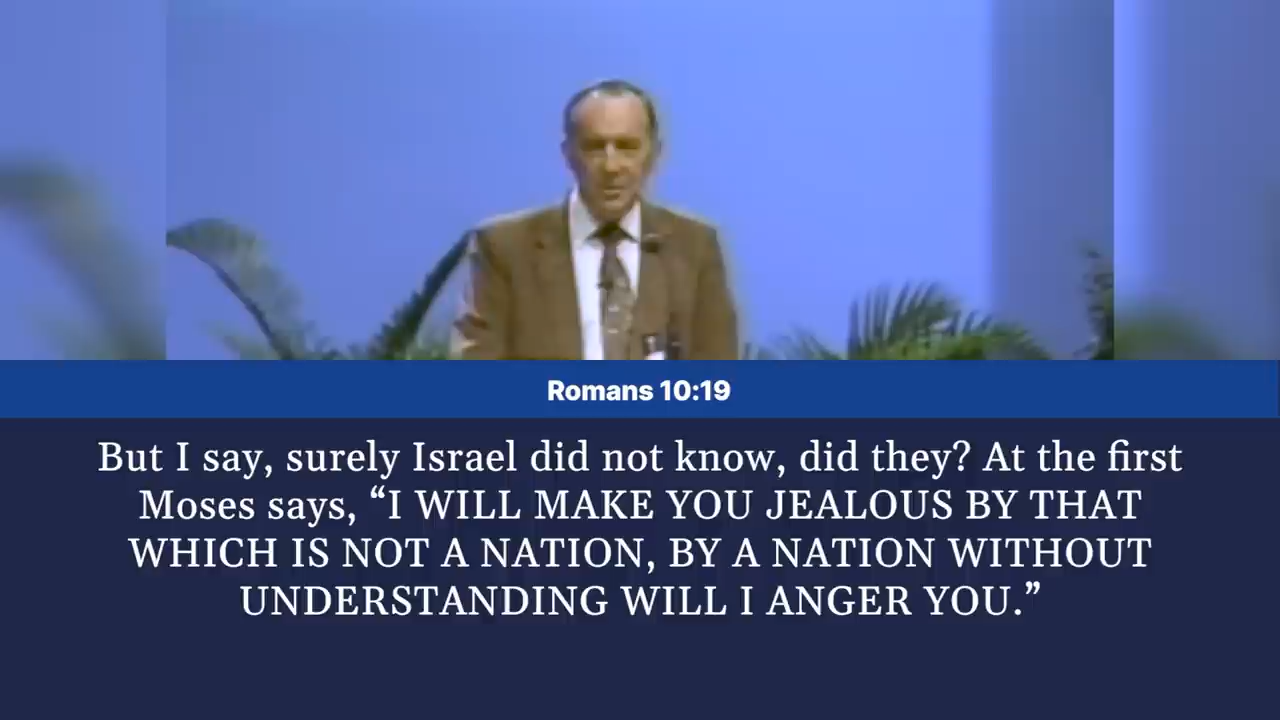 Romans 10:19
But I say, surely Israel did not know, did they? At the first
Moses says, “I WILL MAKE YOU JEALOUS BY THAT
WHICH IS NOT A NATION, BY A NATION WITHOUT
UNDERSTANDING WILL I ANGER YOU.”